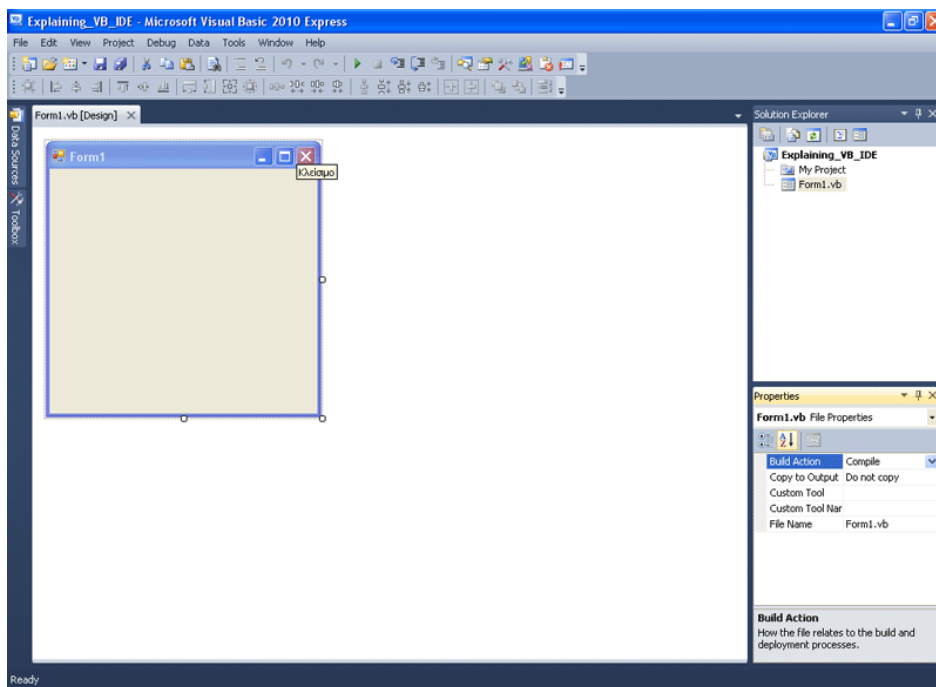 Explaining_VB_IDE - Microsoft Visual Basic 2010 Express
File Edit View Project Debug Data Tools Window Help
Form1.vb [Design]
Data Sources
Toolbox
Form1
Κλείσιμο
Solution Explorer
Explaining_VB_IDE
My Project
Form1.vb
Properties
Form1.vb File Properties
Build Action Compile
Copy to Output Do not copy
Custom Tool
Custom Tool Nar
File Name Form1.vb
Build Action
How the file relates to the build and
deployment processes.
Ready